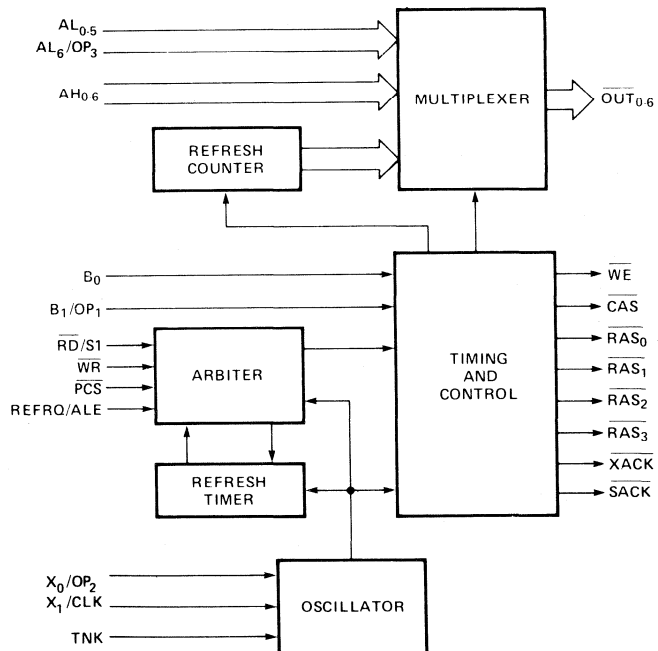 AL0-5
AL6/OP3
AH0-6
MULTIPLEXER
OUT0-6
REFRESH
COUNTER
B0
B1/OP1
RD/S1
WR
PCS
REFRQ/ALE
ARBITER
REFRESH
TIMER
TIMING
AND
CONTROL
WE
CAS
RAS0
RAS1
RAS2
RAS3
XACK
SACK
X0/OP2
X1/CLK
TNK
OSCILLATOR